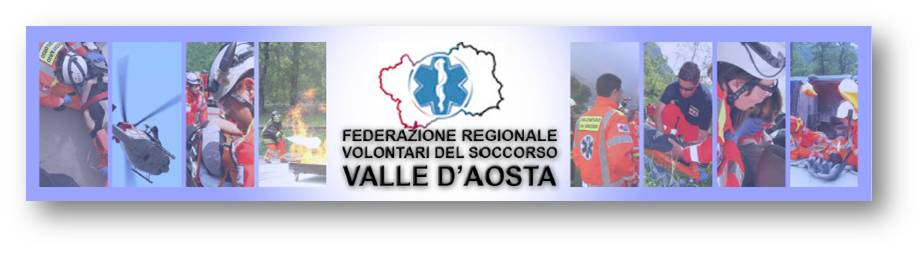 FEDERAZIONE REGIONALE
VOLONTARI DEL SOCCORSO
VALLE D'AOSTA